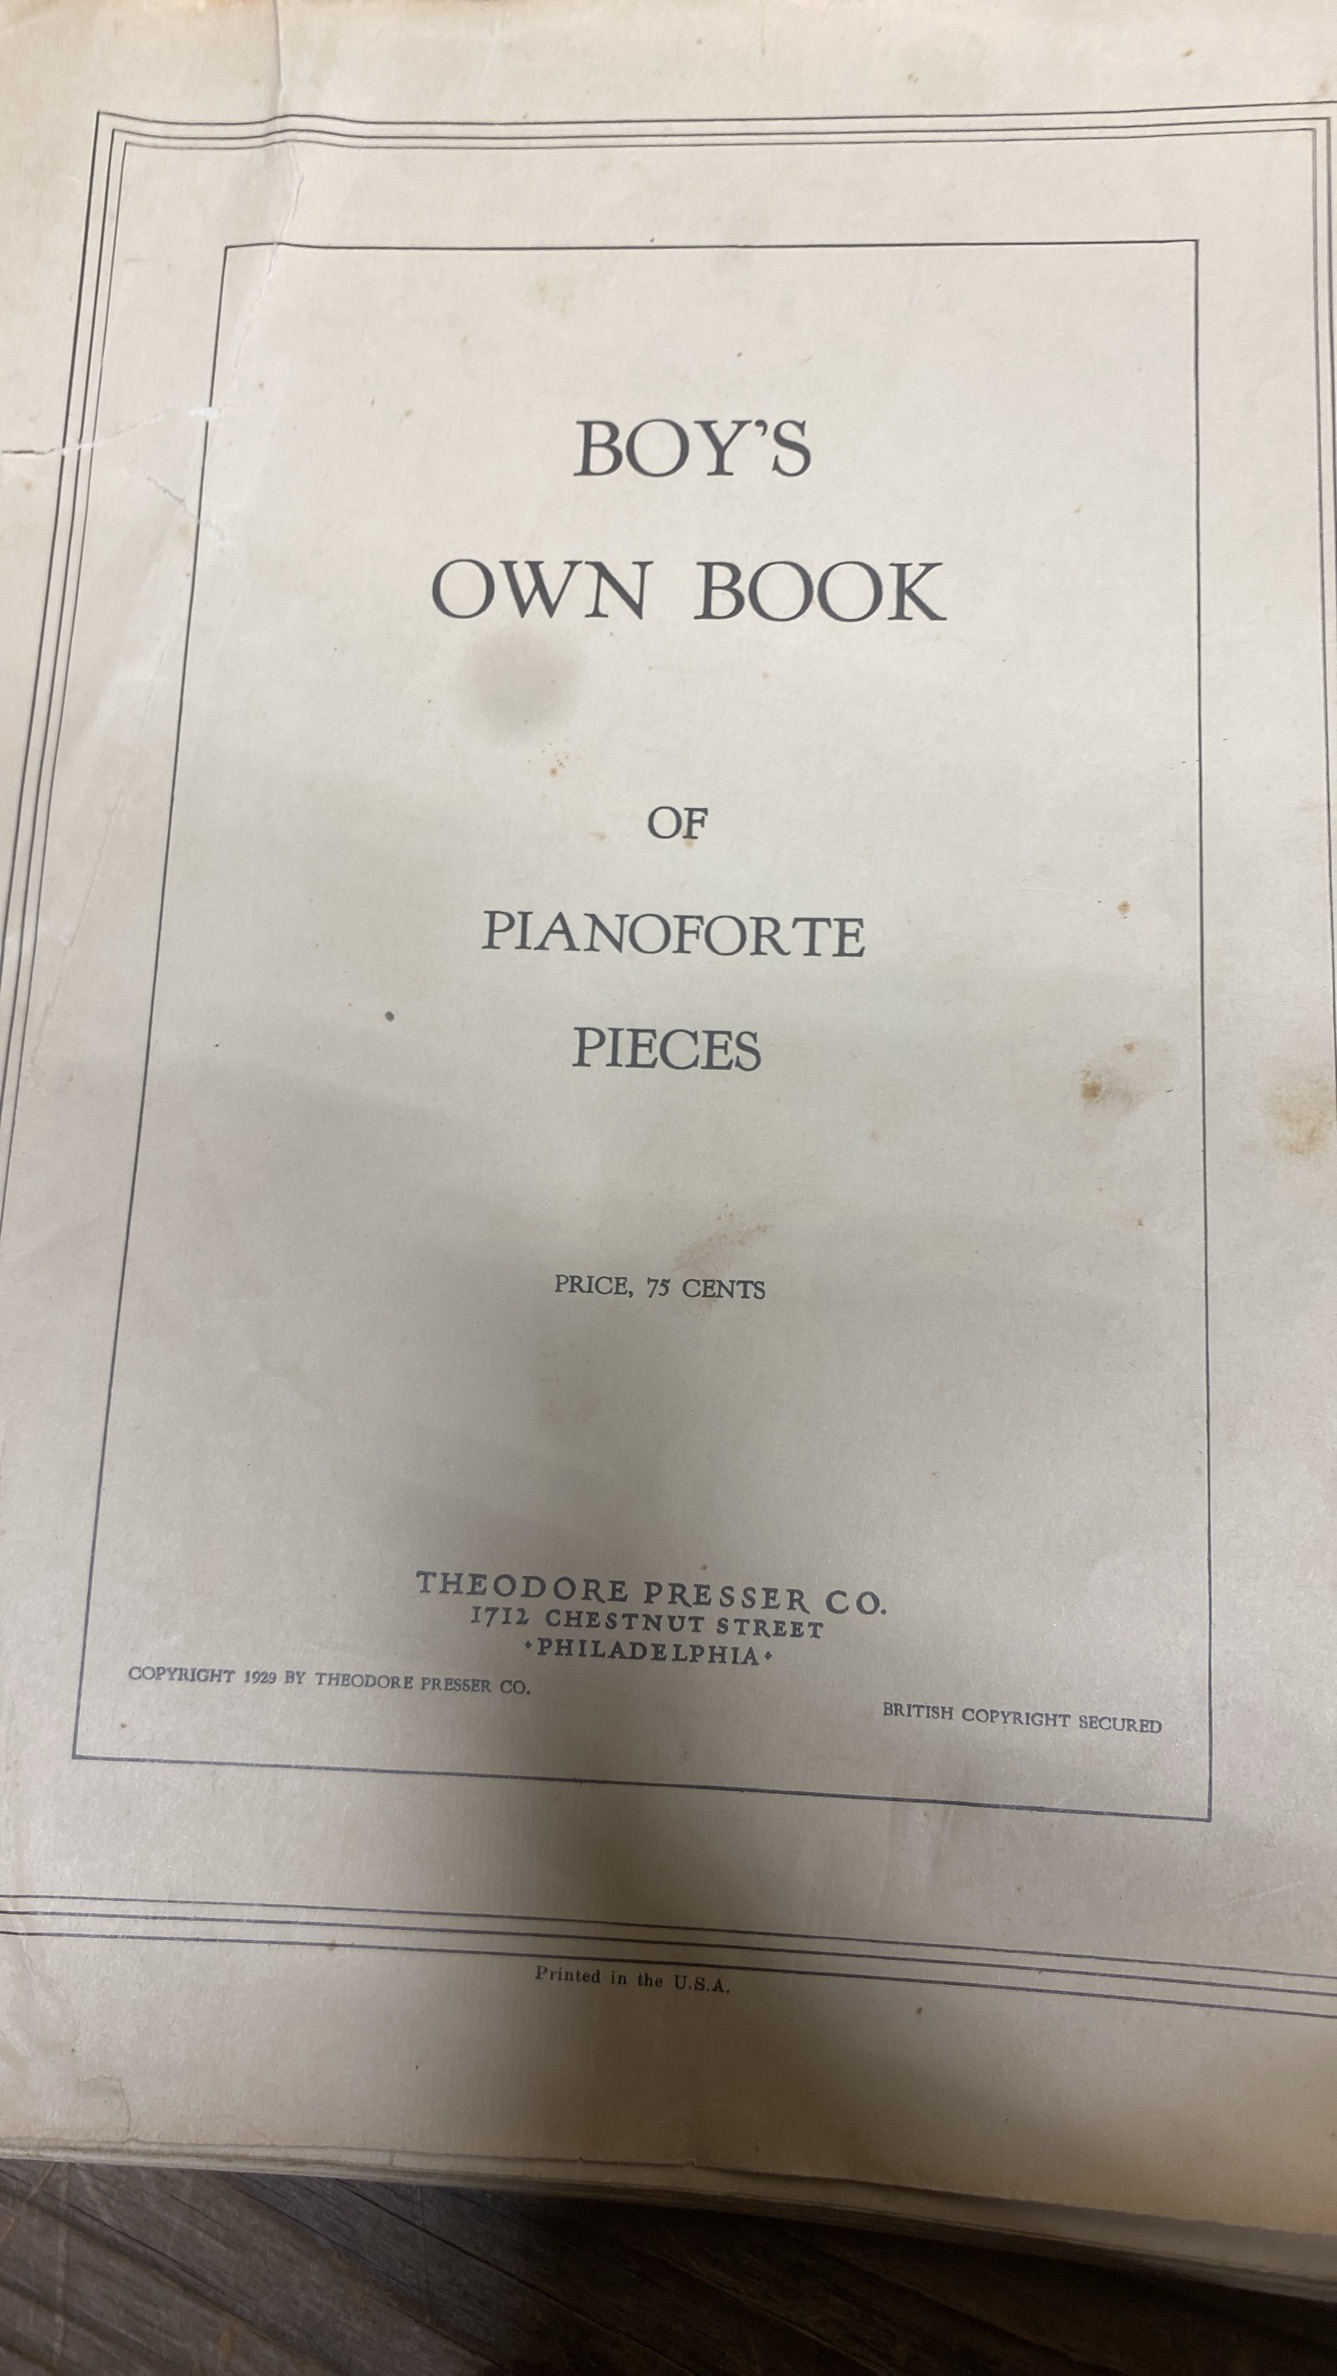 BOY'S
OWN BOOK
OF
PIANOFORTE
PIECES
PRICE, 75 CENTS
THEODORE PRESSER CO.
1712 CHESTNUT STREET
•PHILADELPHIA•
COPYRIGHT 1929 BY THEODORE PRESSER CO.
BRITISH COPYRIGHT SECURED
Printed in the U.S.A.